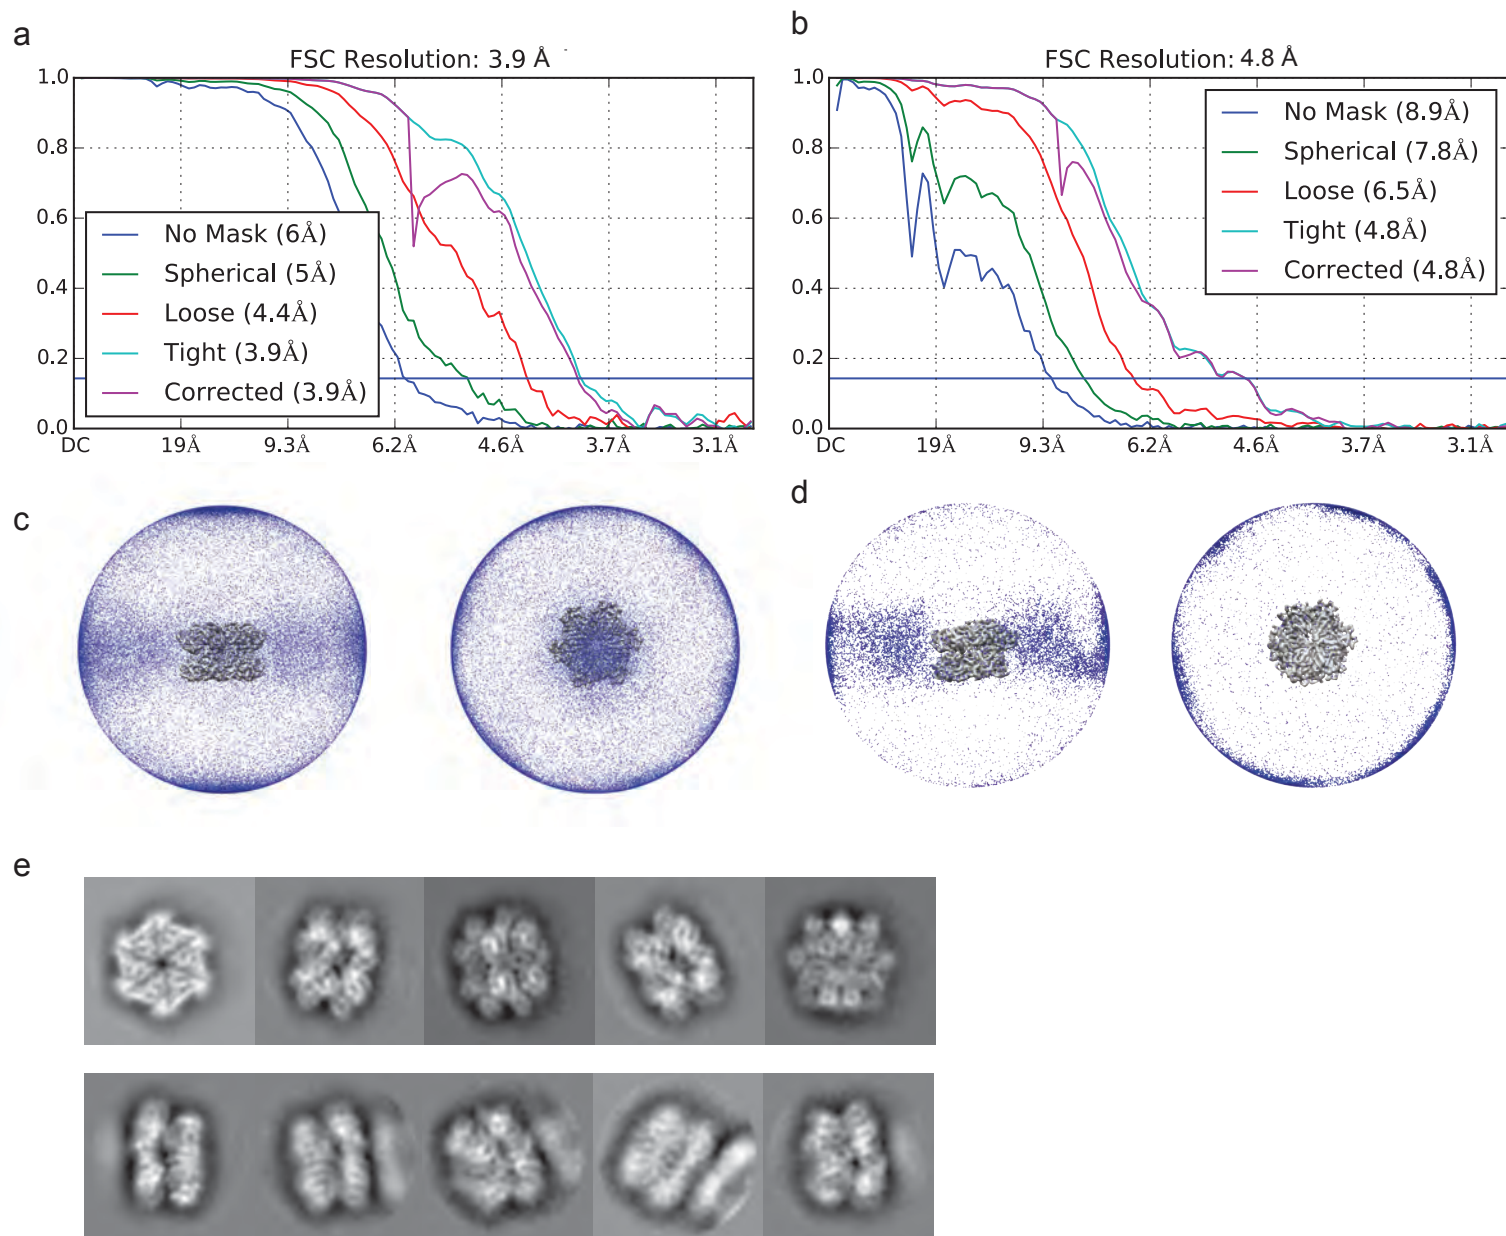 a
FSC Resolution: 3.9 Å
1.0
0.8
0.6
0.4
0.2
0.0
No Mask (6Å)
Spherical (5Å)
Loose (4.4Å)
Tight (3.9Å)
Corrected (3.9Å)
DC 19Å 9.3Å 6.2Å 4.6Å 3.7Å 3.1Å
b
FSC Resolution: 4.8 Å
1.0
0.8
0.6
0.4
0.2
0.0
No Mask (8.9Å)
Spherical (7.8Å)
Loose (6.5Å)
Tight (4.8Å)
Corrected (4.8Å)
DC 19Å 9.3Å 6.2Å 4.6Å 3.7Å 3.1Å
c
d
e